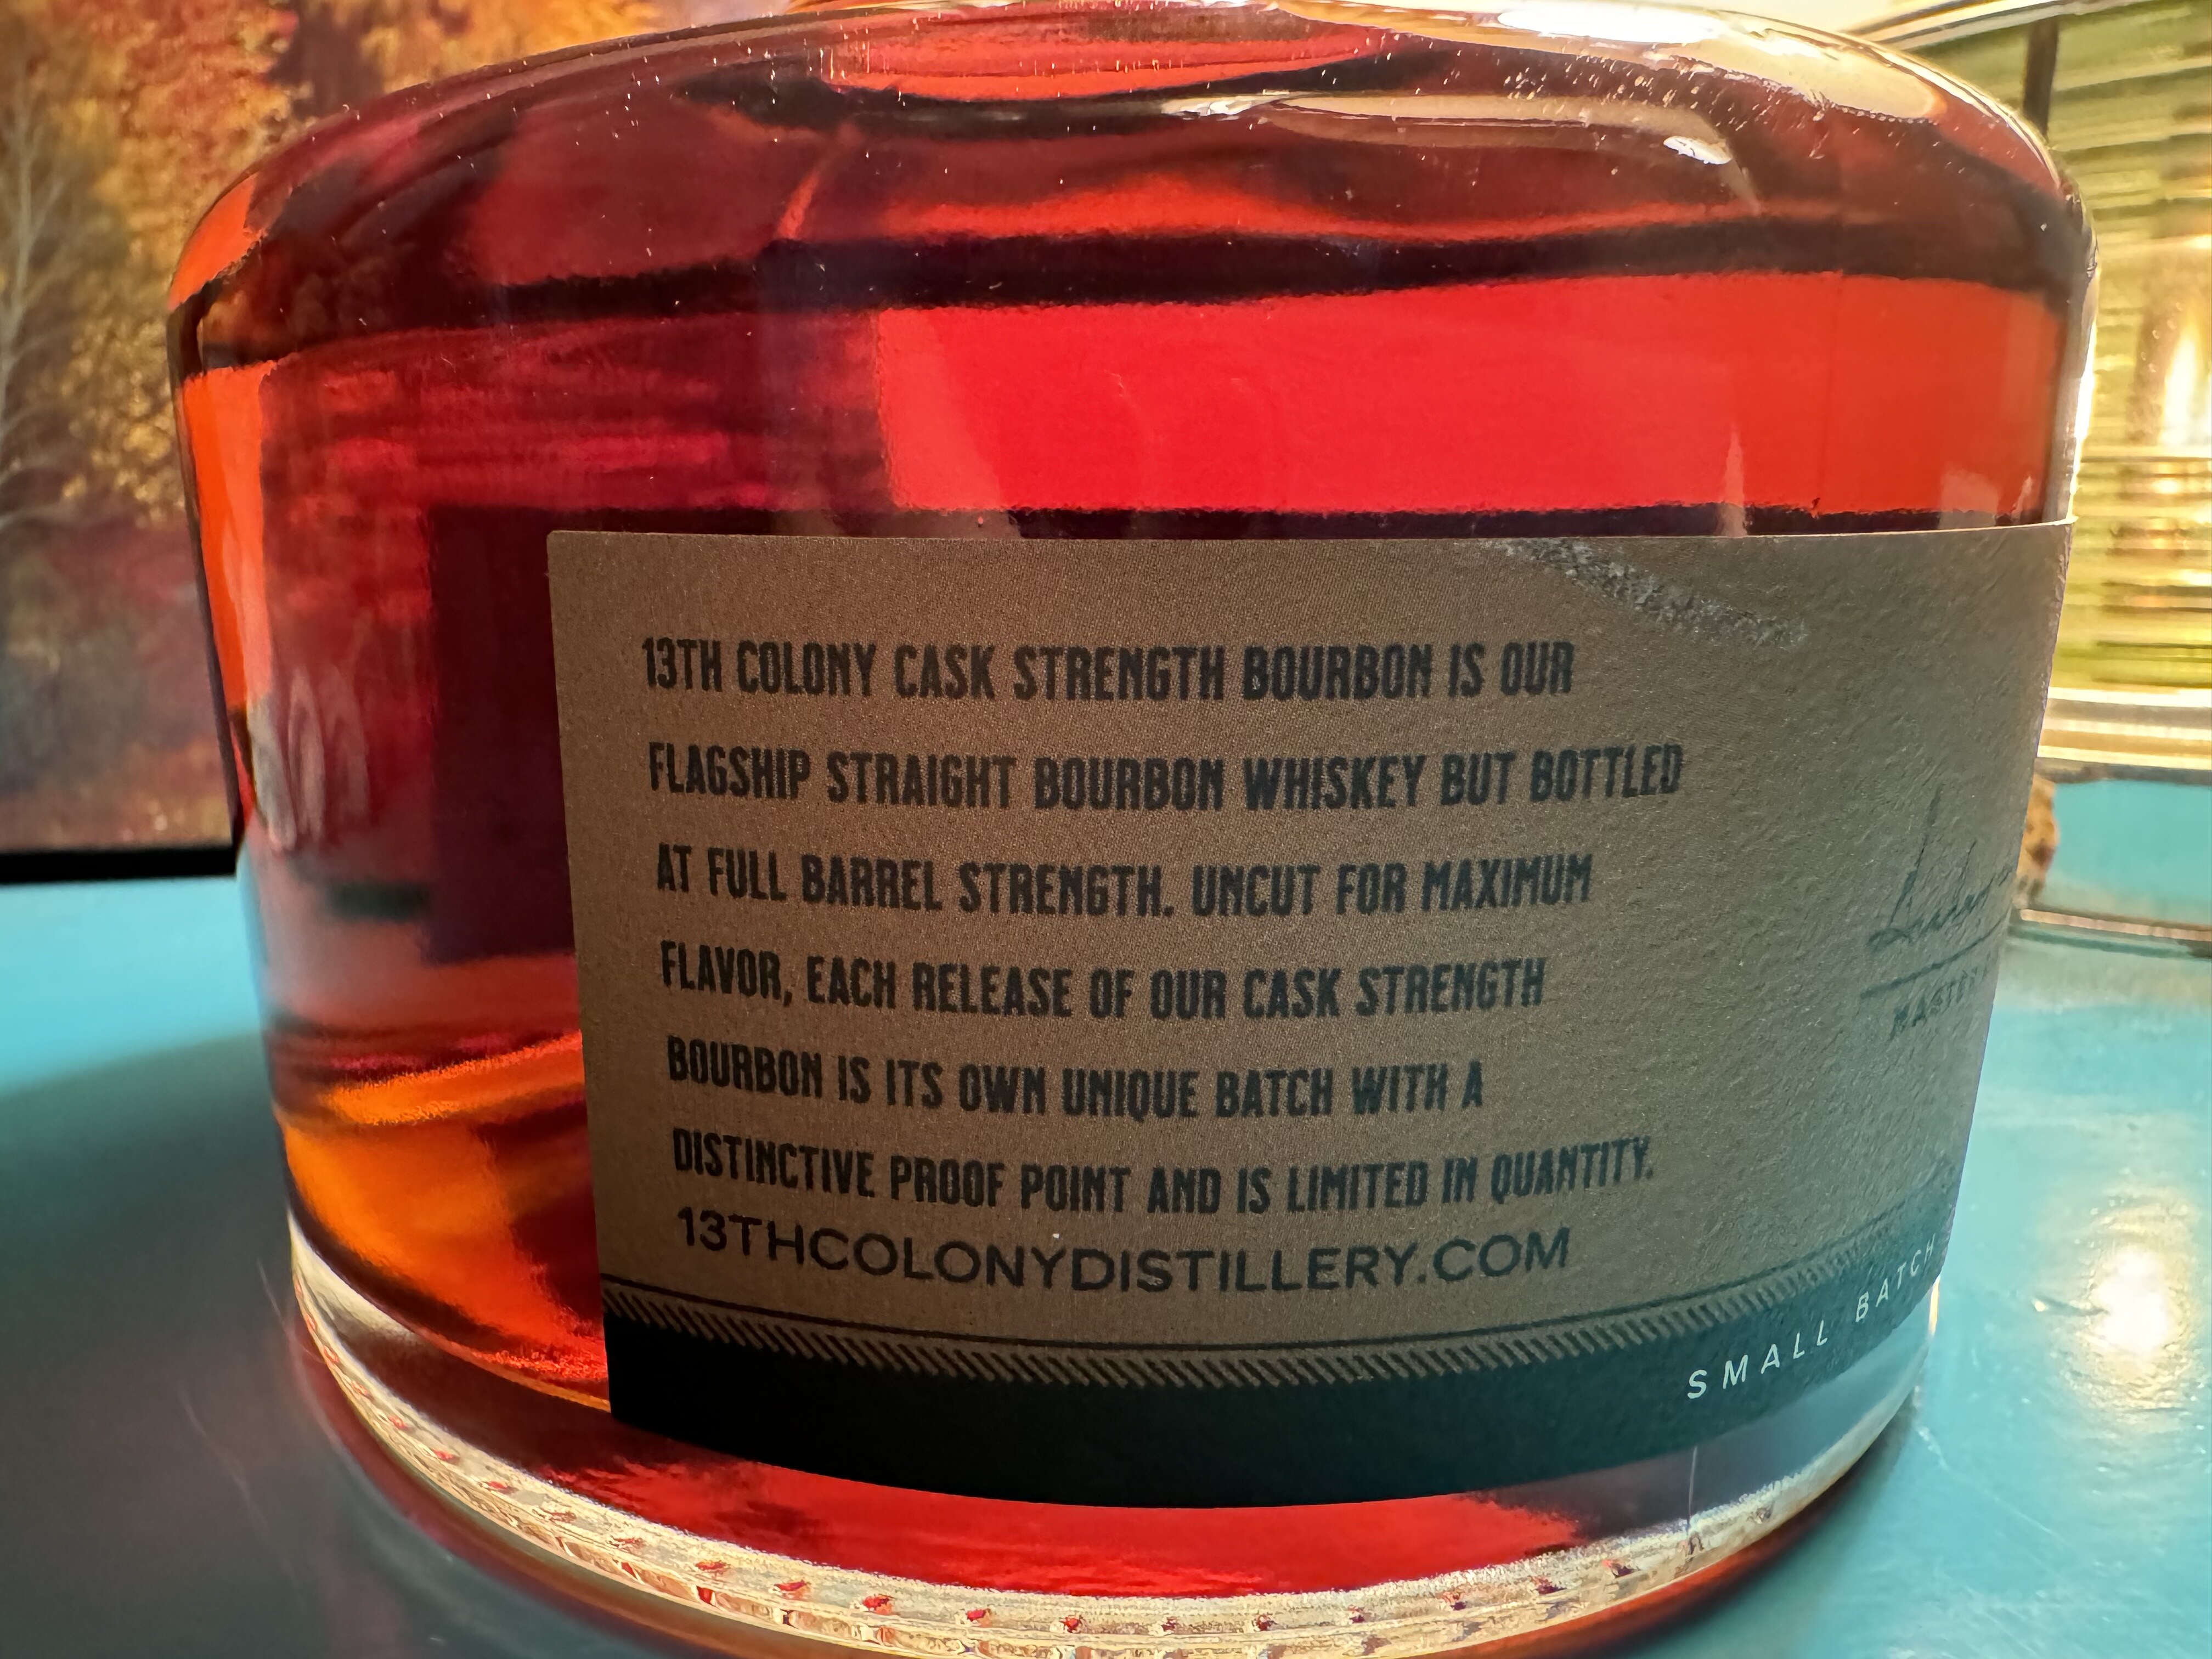 13TH COLONY CASK STRENGTH BOURBON IS OUR
FLAGSHIP STRAIGHT BOURBON WHISKEY BUT BOTTLED
AT FULL BARREL STRENGTH. UNCUT FOR MAXIMUM
FLAVOR, EACH RELEASE OF OUR CASK STRENGTH
BOURBON IS ITS OWN UNIQUE BATCH WITH A
DISTINCTIVE PROOF POINT AND IS LIMITED IN QUANTITY.
13THCOLONYDISTILLERY.COM
MASTER
SMALL BATCH